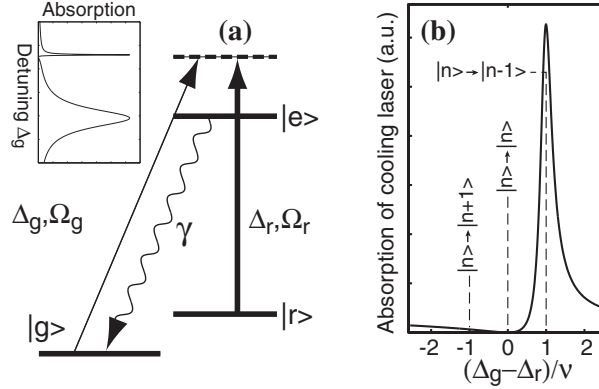 Absorption
Detuning Δg
(a)
|e>
Δg,Ωg
γ
Δr,Ωr
|g>
|r>
(b)
Absorption of cooling laser (a.u.)
|n>→|n-1>
|n>→|n>
|n>→|n+1>
-2 -1 0 1 2
(Δg–Δr)/ν